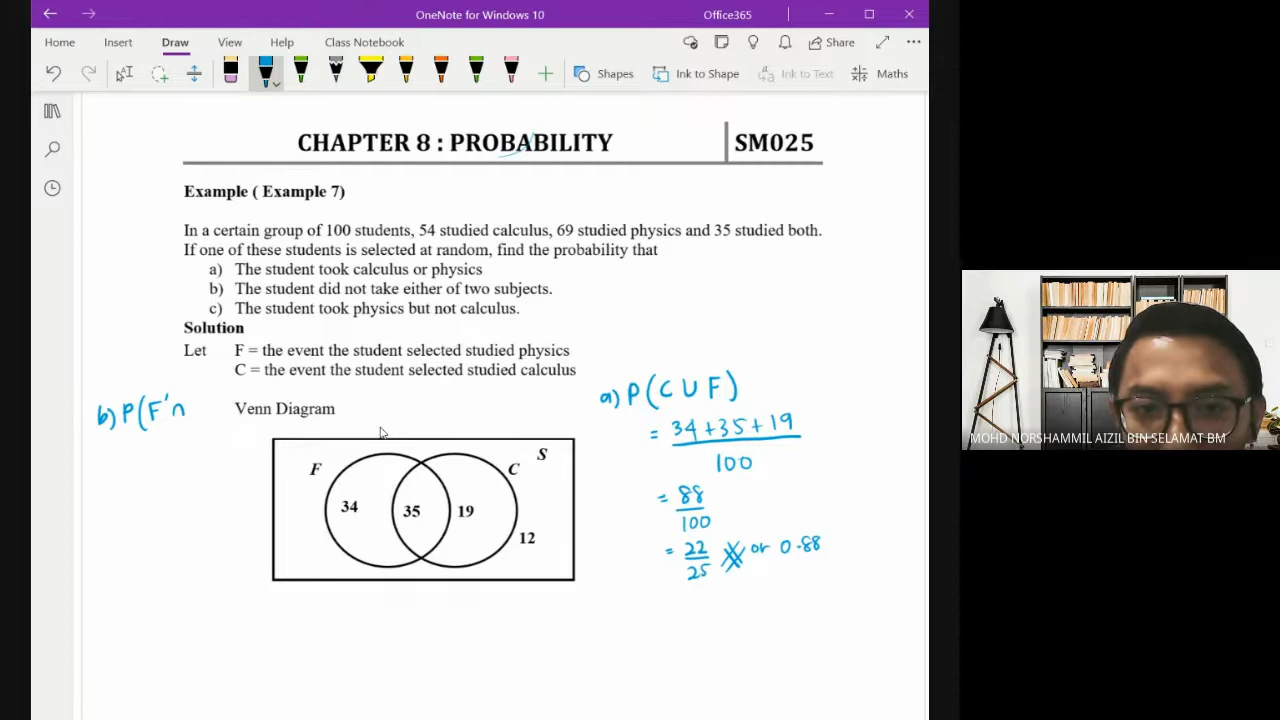 OneNote for Windows 10
Office365
Home Insert Draw View Help Class Notebook
Share
Shapes Ink to Shape Ink to Text Maths
CHAPTER 8 : PROBABILITY SM025
Example ( Example 7)
In a certain group of 100 students, 54 studied calculus, 69 studied physics and 35 studied both.
If one of these students is selected at random, find the probability that
a) The student took calculus or physics
b) The student did not take either of two subjects.
c) The student took physics but not calculus.
Solution
Let F = the event the student selected studied physics
C = the event the student selected studied calculus
b) P(F'∩
Venn Diagram
F C S
34 35 19
12
a) P(C ∪ F)
= 34+35+19
100
= 88
100
= 22
25
or 0.88
MOHD NORSHAMMIL AIZIL BIN SELAMAT BM